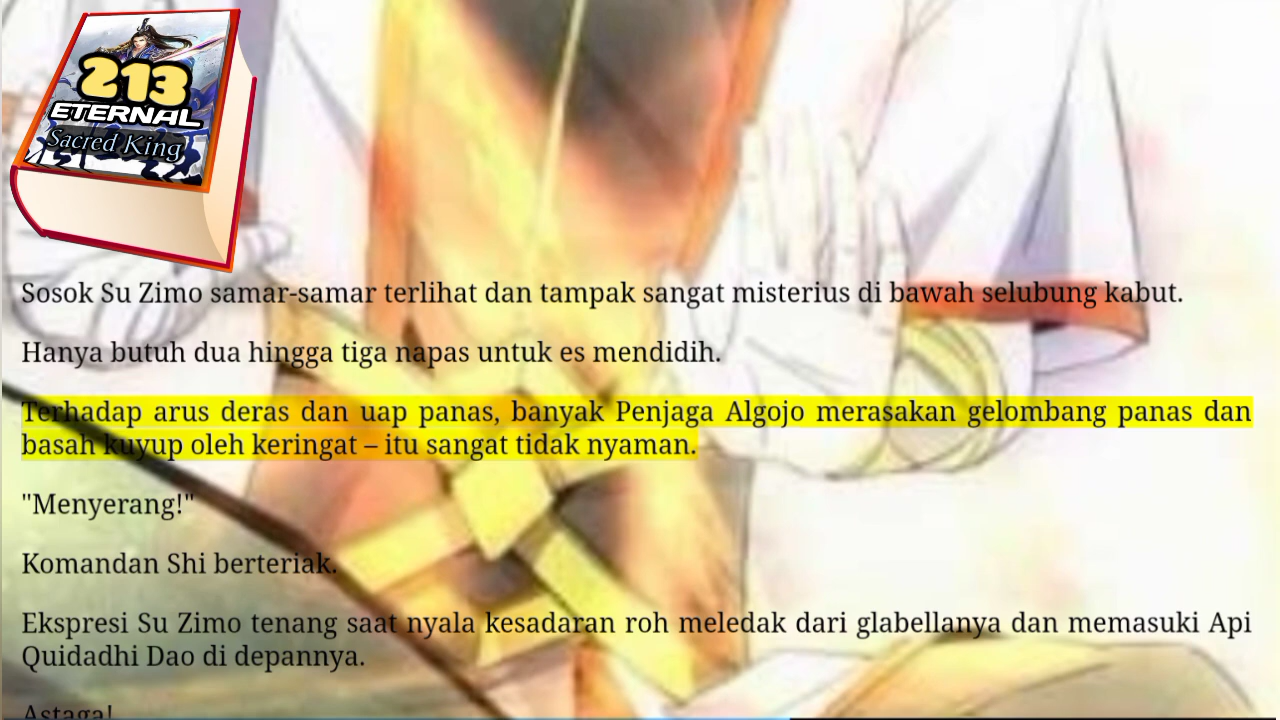 213
ETERNAL
Sacred King
Sosok Su Zimo samar-samar terlihat dan tampak sangat misterius di bawah selubung kabut.
Hanya butuh dua hingga tiga napas untuk es mendidih.
Terhadap arus deras dan uap panas, banyak Penjaga Algojo merasakan gelombang panas dan
basah kuyup oleh keringat – itu sangat tidak nyaman.
"Menyerang!"
Komandan Shi berteriak.
Ekspresi Su Zimo tenang saat nyala kesadaran roh meledak dari glabellanya dan memasuki Api
Quidadhi Dao di depannya.
Astaga!